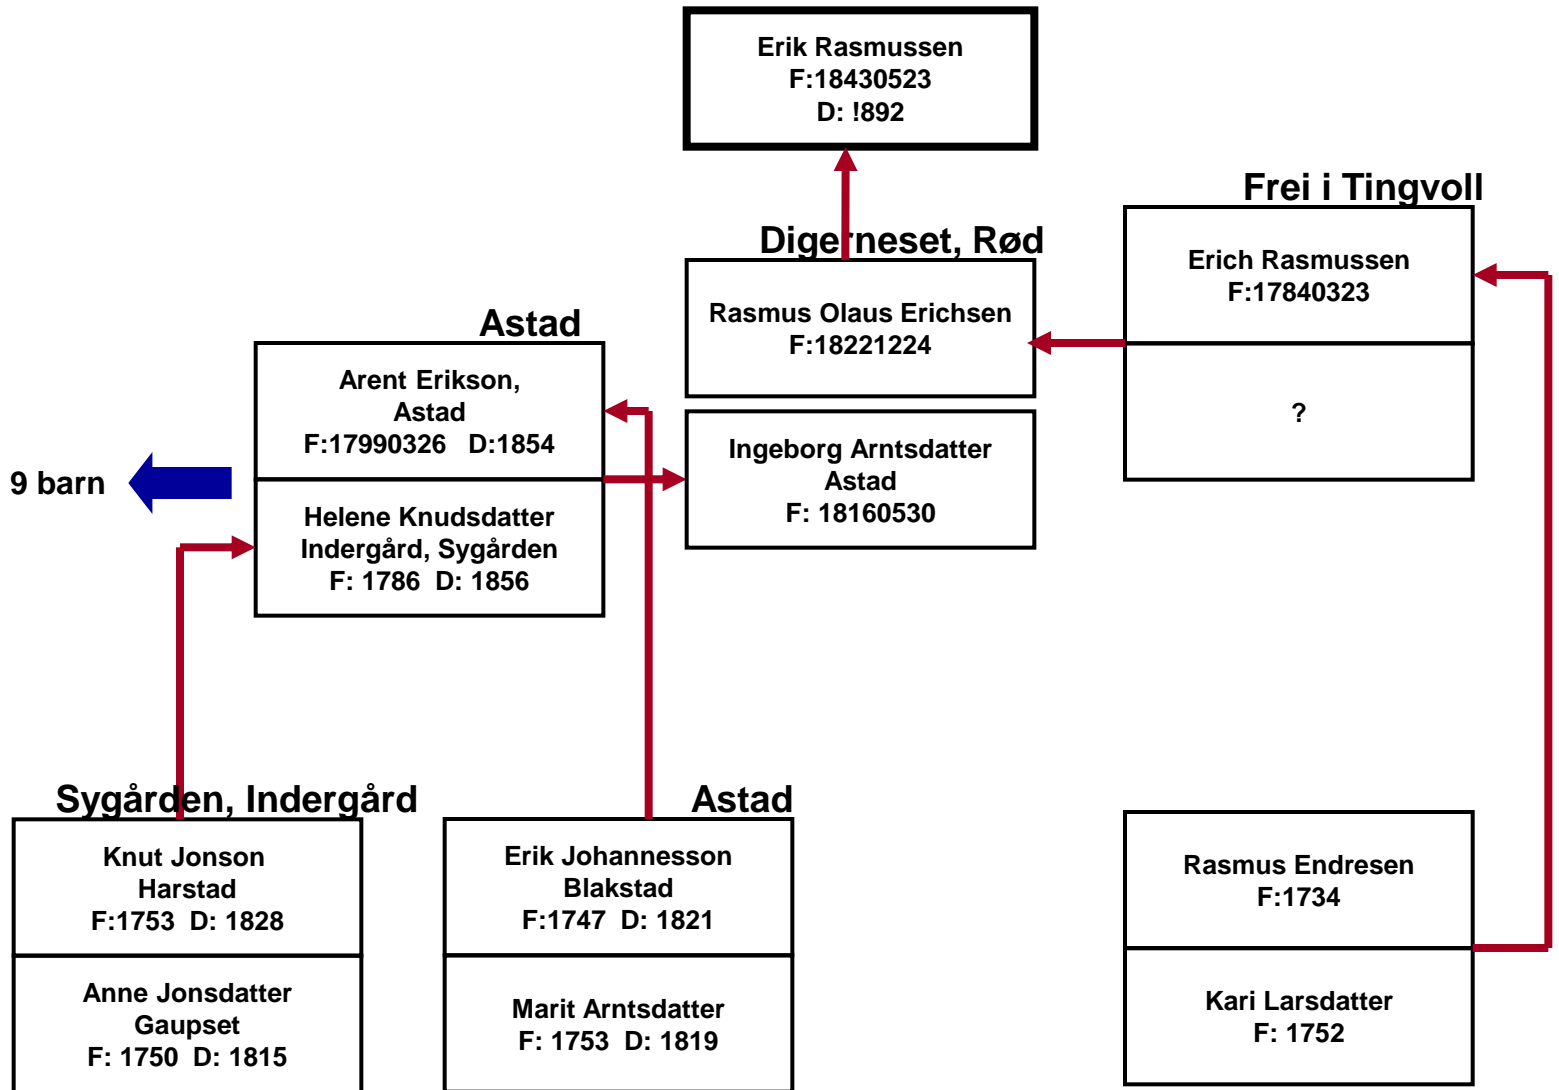 Erik Rasmussen
F:18430523
D: !892
Frei i Tingvoll
Erich Rasmussen
F:17840323
?
Digerneset, Rød
Rasmus Olaus Erichsen
F:18221224
Ingeborg Arntsdatter
Astad
F: 18160530
Astad
Arent Erikson,
Astad
F:17990326 D:1854
Helene Knudsdatter
Indergård, Sygården
F: 1786 D: 1856
9 barn
Sygården, Indergård
Knut Jonson
Harstad
F:1753 D: 1828
Anne Jonsdatter
Gaupset
F: 1750 D: 1815
Astad
Erik Johannesson
Blakstad
F:1747 D: 1821
Marit Arntsdatter
F: 1753 D: 1819
Rasmus Endresen
F:1734
Kari Larsdatter
F: 1752